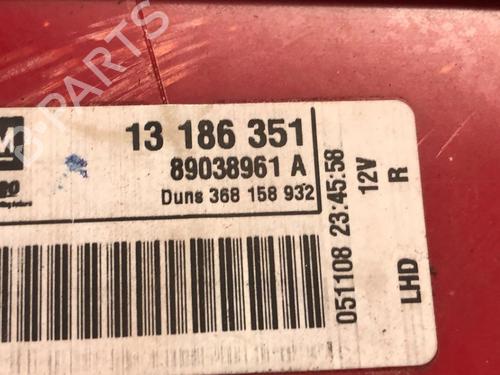 M
13 186 351
89038961 A
Duns 368 158 932
051108 23:45:58
12V
R
LHD
B-PARTS